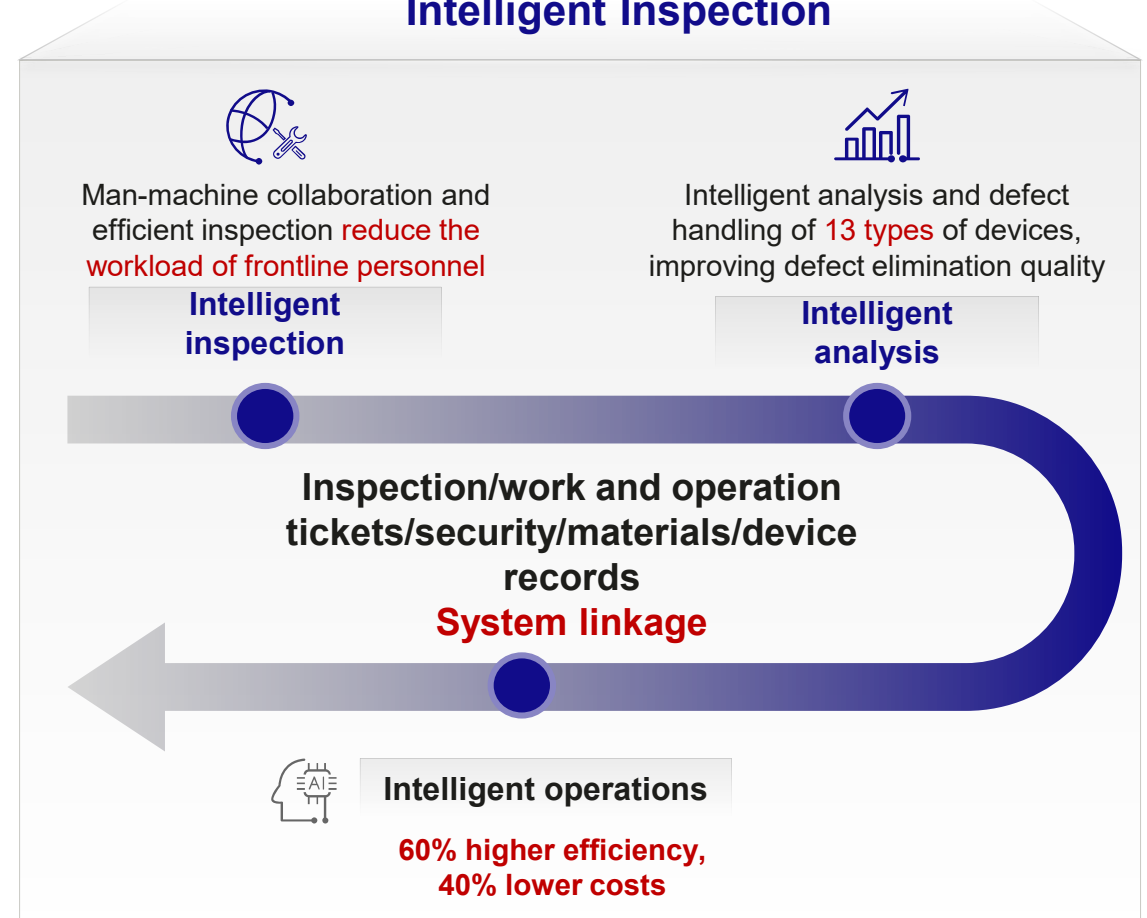 Intelligent Inspection
Man-machine collaboration and
efficient inspection reduce the
workload of frontline personnel
Intelligent
inspection
Intelligent analysis and defect
handling of 13 types of devices,
improving defect elimination quality
Intelligent
analysis
Inspection/work and operation
tickets/security/materials/device
records
System linkage
AI
Intelligent operations
60% higher efficiency,
40% lower costs